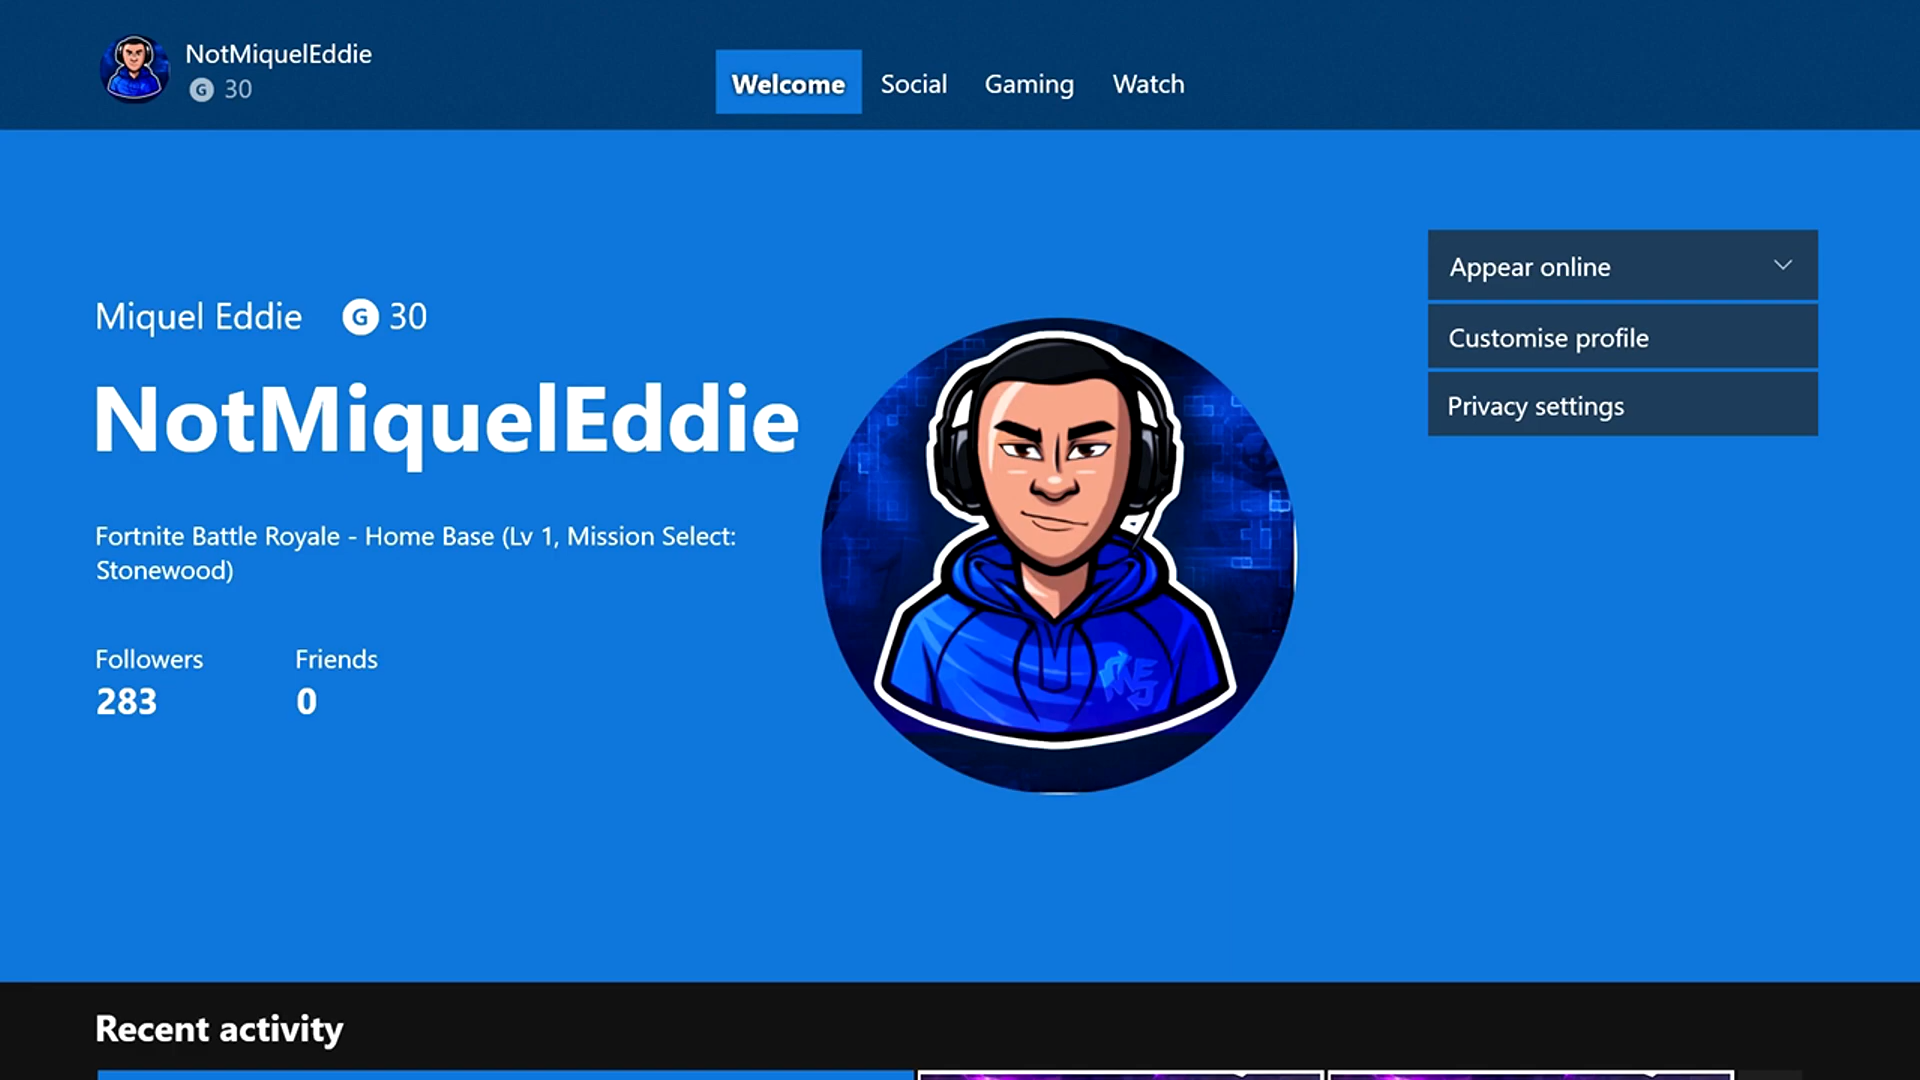 NotMiquelEddie
G 30
Welcome Social Gaming Watch
Appear online
Customise profile
Privacy settings
Miquel Eddie G 30
NotMiquelEddie
Fortnite Battle Royale - Home Base (Lv 1, Mission Select:
Stonewood)
Followers Friends
283 0
MEJ
Recent activity